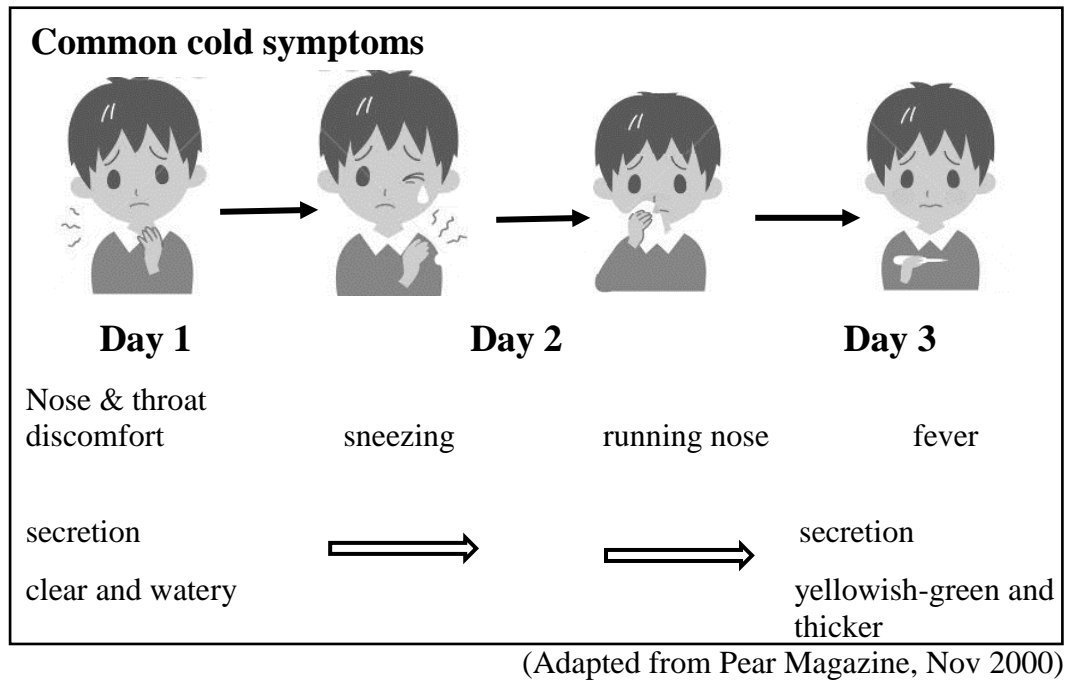 Common cold symptoms
Day 1 Day 2 Day 3
Nose & throat
discomfort sneezing running nose fever
secretion secretion
clear and watery yellowish-green and
thicker
(Adapted from Pear Magazine, Nov 2000)